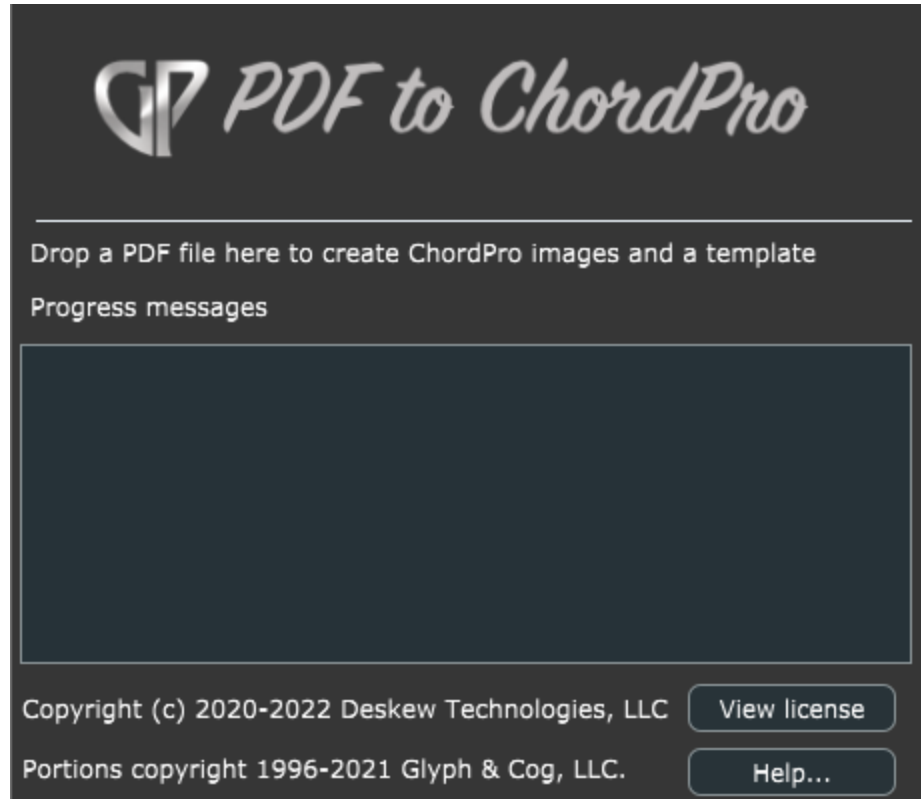 GP PDF to ChordPro
Drop a PDF file here to create ChordPro images and a template
Progress messages
Copyright (c) 2020-2022 Deskew Technologies, LLC
View license
Portions copyright 1996-2021 Glyph & Cog, LLC.
Help...